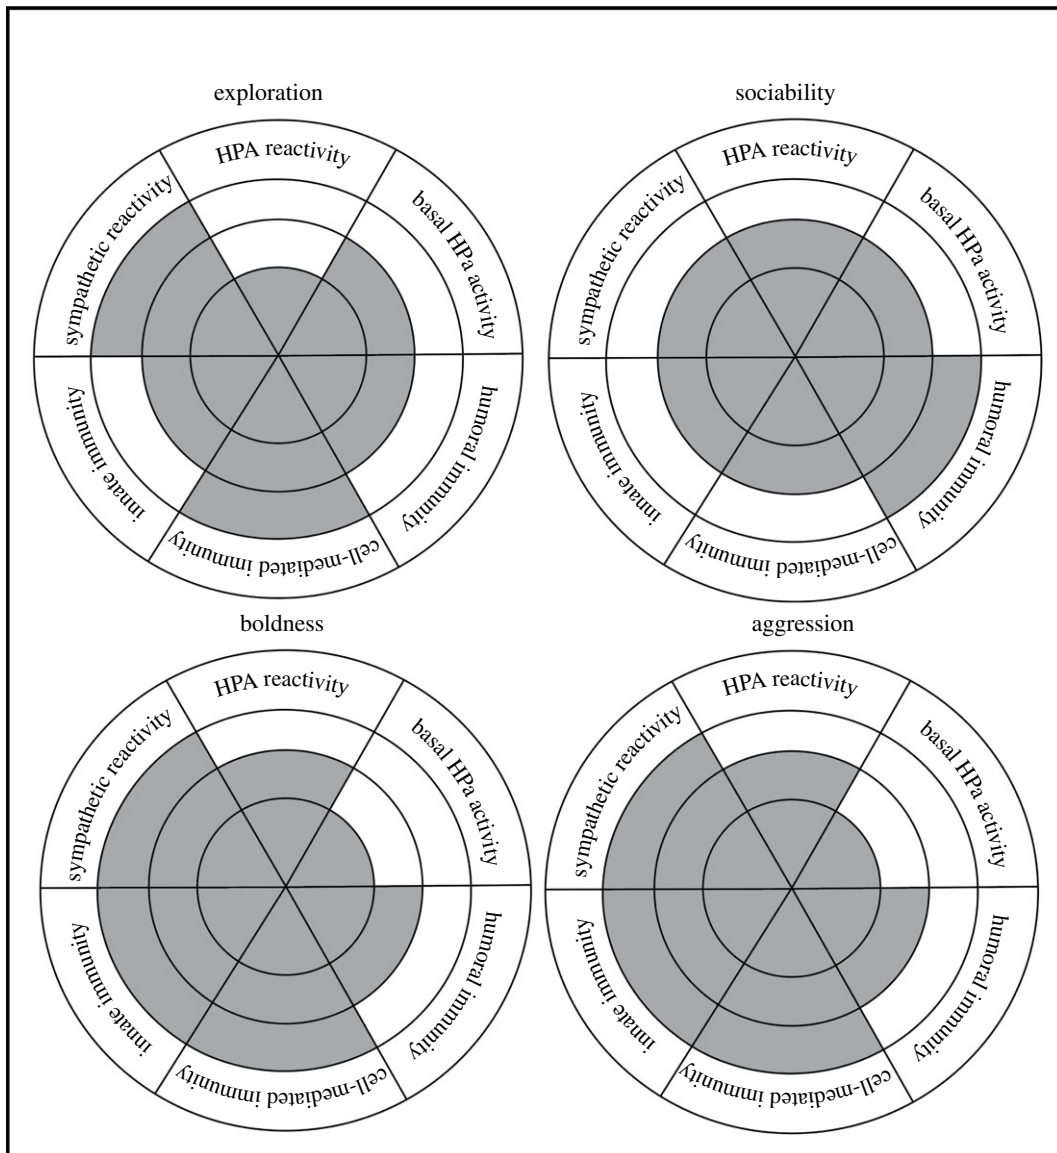 exploration
HPA reactivity
basal HPa activity
humoral immunity
cell-mediated immunity
innate immunity
sympathetic reactivity
sociability
HPA reactivity
basal HPa activity
humoral immunity
cell-mediated immunity
innate immunity
sympathetic reactivity
boldness
HPA reactivity
basal HPa activity
humoral immunity
cell-mediated immunity
innate immunity
sympathetic reactivity
aggression
HPA reactivity
basal HPa activity
humoral immunity
cell-mediated immunity
innate immunity
sympathetic reactivity